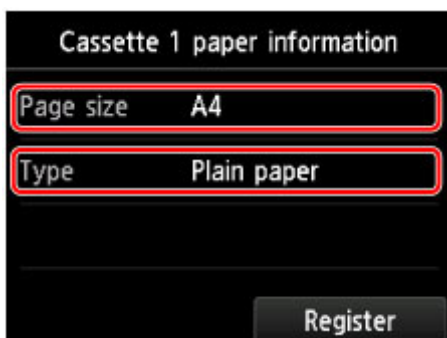 Cassette 1 paper information
Page size A4
Type Plain paper
Register